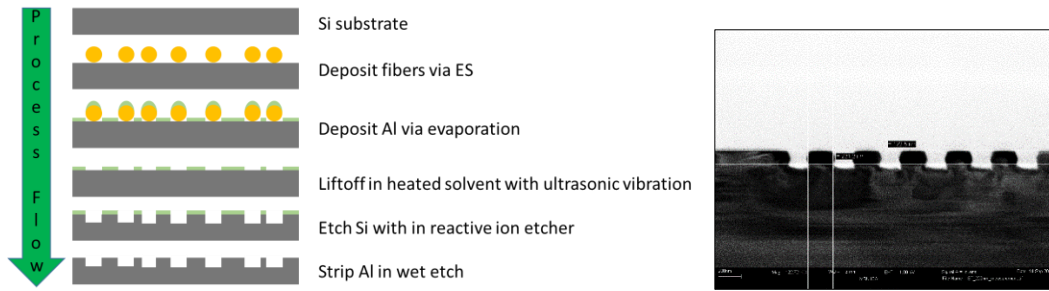 Process Flow
Si substrate
Deposit fibers via ES
Deposit Al via evaporation
Liftoff in heated solvent with ultrasonic vibration
Etch Si with in reactive ion etcher
Strip Al in wet etch